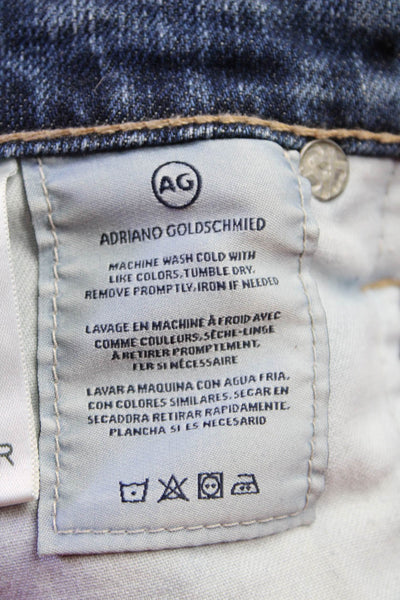 AG
ADRIANO GOLDSCHMIED
MACHINE WASH COLD WITH
LIKE COLORS. TUMBLE DRY.
REMOVE PROMPTLY, IRON IF NEEDED
LAVAGE EN MACHINE À FROID AVEC
COMME COULEURS, SÈCHE-LINGE
À RETIRER PROMPTEMENT,
FER SI NÉCESSAIRE
LAVAR A MAQUINA CON AGUA FRIA,
CON COLORES SIMILARES. SECAR EN
SECADORA RETIRAR RAPIDAMENTE.
PLANCHA SI ES NECESARIO
R